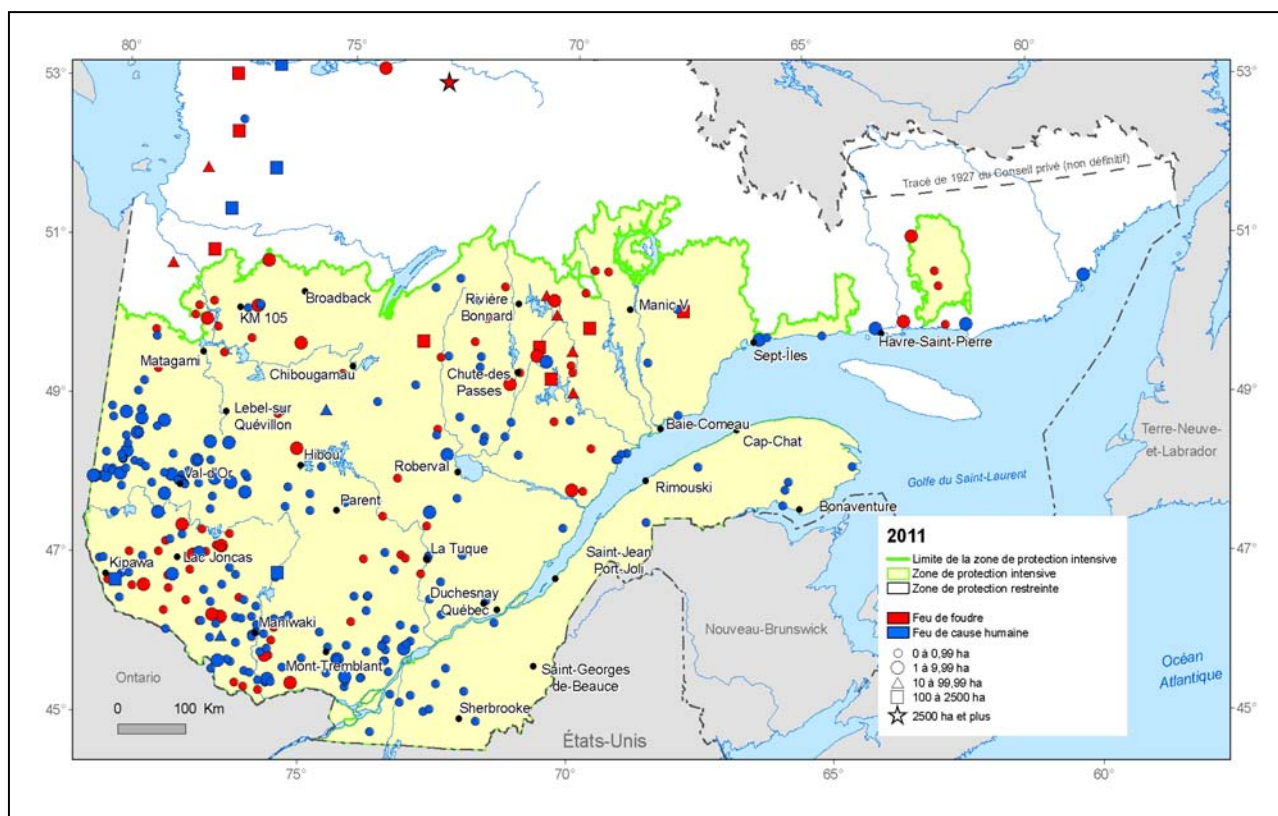 80°
75°
70°
65°
60°
53°
53°
Tracé de 1927 du Conseil privé (non définitif)
51°
51°
Broadback
Rivière
Bonnard
Manic V
KM 105
Matagami
Sept-Îles
Havre-Saint-Pierre
Chibougamau
Chute-des
Passes
49°
49°
Lebel-sur
Quévillon
Baie-Comeau
Cap-Chat
Terre-Neuve-
et-Labrador
Hibou
Roberval
Val-d'Or
Rimouski
Golfe du Saint-Laurent
Parent
Bonaventure
47°
47°
Kipawa
Lac Joncas
La Tuque
Saint-Jean
Port-Joli
Duchesnay
Québec
Maniwaki
Nouveau-Brunswick
Mont-Tremblant
Saint-Georges
de-Beauce
Ontario
Océan
Atlantique
Sherbrooke
0 100 Km
45°
45°
États-Unis
2011
Limite de la zone de protection intensive
Zone de protection intensive
Zone de protection restreinte
Feu de foudre
Feu de cause humaine
0 à 0,99 ha
1 à 9,99 ha
10 à 99,99 ha
100 à 2500 ha
2500 ha et plus
75°
70°
65°
60°